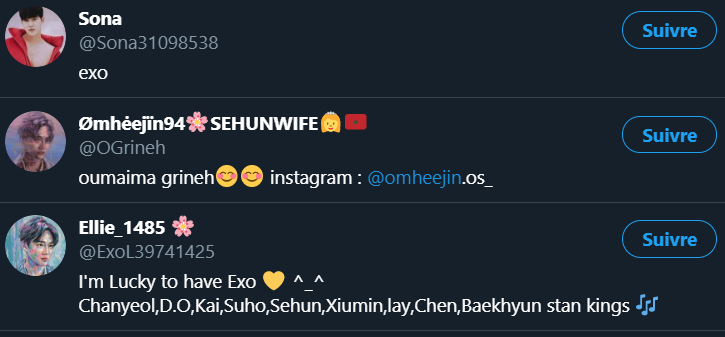 Sona
Suivre
@Sona31098538
exo
Ømhėejïn94🌸SEHUNWIFE👸🇲🇦
Suivre
@OGrineh
oumaima grineh😊😊 instagram : @omheejin.os_
Ellie_1485 🌸
Suivre
@ExoL39741425
I'm Lucky to have Exo 💛 ^_^
Chanyeol,D.O,Kai,Suho,Sehun,Xiumin,lay,Chen,Baekhyun stan kings 🎶